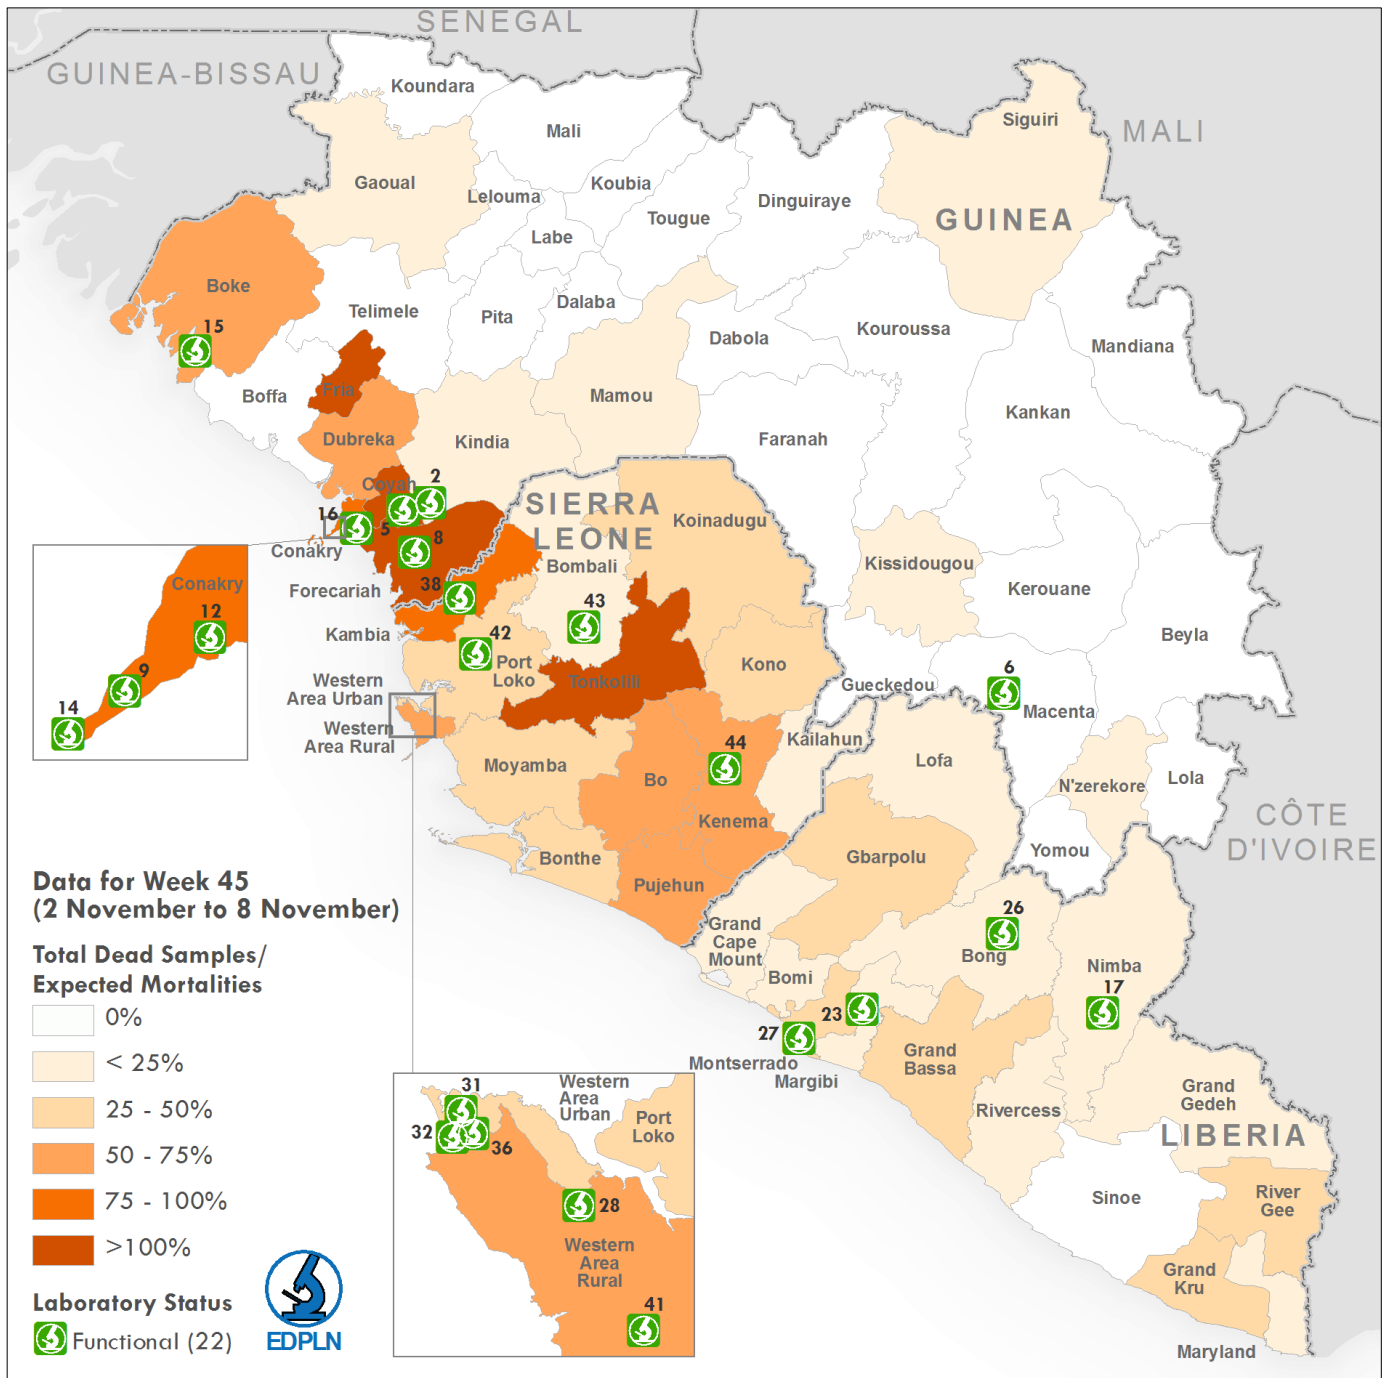 SENEGAL
GUINEA-BISSAU
MALI
Koundara
Mali
Siguiri
Gaoual
Lelouma
Koubia
Tougue
Dinguiraye
GUINEA
Labe
Boke
Telimele
Pita
Dalaba
Dabola
Kouroussa
Mandiana
15
Boffa
Fria
Mamou
Kankan
Dubreka
Kindia
Faranah
Coyah
2
16
5
8
Conakry
SIERRA
LEONE
Koinadugu
Bombali
Kissidougou
Kerouane
Forecariah
38
Kambia
43
42
Port
Loko
Beyla
Kono
Tonkolili
Gueckedou
6
Macenta
Western
Area Urban
Western
Area Rural
Conakry
12
9
14
Moyamba
Bo
44
Kailahun
Kenema
Lofa
N'zerekore
Lola
Yomou
CÔTE
D'IVOIRE
Bonthe
Pujehun
Gbarpolu
Grand
Cape
Mount
Bomi
26
Bong
Nimba
17
23
27
Montserrado
Margibi
Grand
Bassa
Rivercess
Grand
Gedeh
LIBERIA
Sinoe
River
Gee
Grand
Kru
Maryland
Data for Week 45
(2 November to 8 November)
Total Dead Samples/
Expected Mortalities
0%
< 25%
25 - 50%
50 - 75%
75 - 100%
>100%
Laboratory Status
Functional (22)
EDPLN
31
32
36
Western
Area
Urban
Port
Loko
28
Western
Area
Rural
41